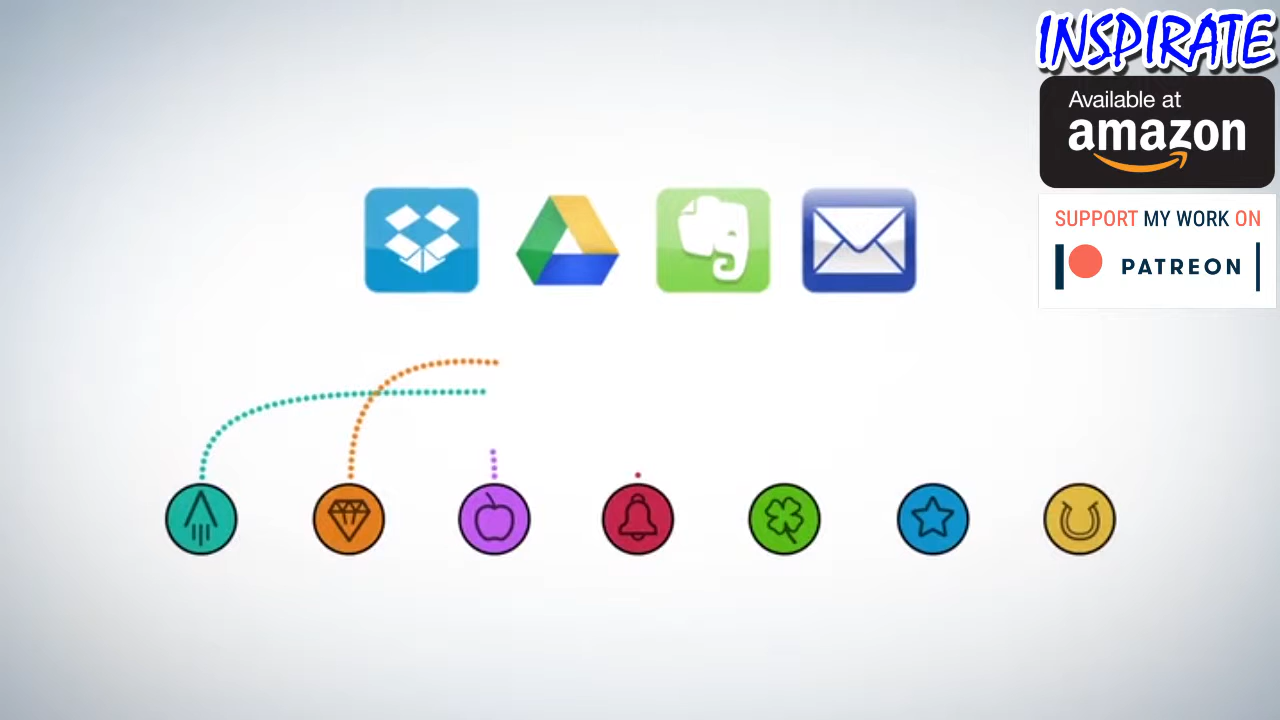 INSPIRATE
Available at
amazon
SUPPORT MY WORK ON
PATREON